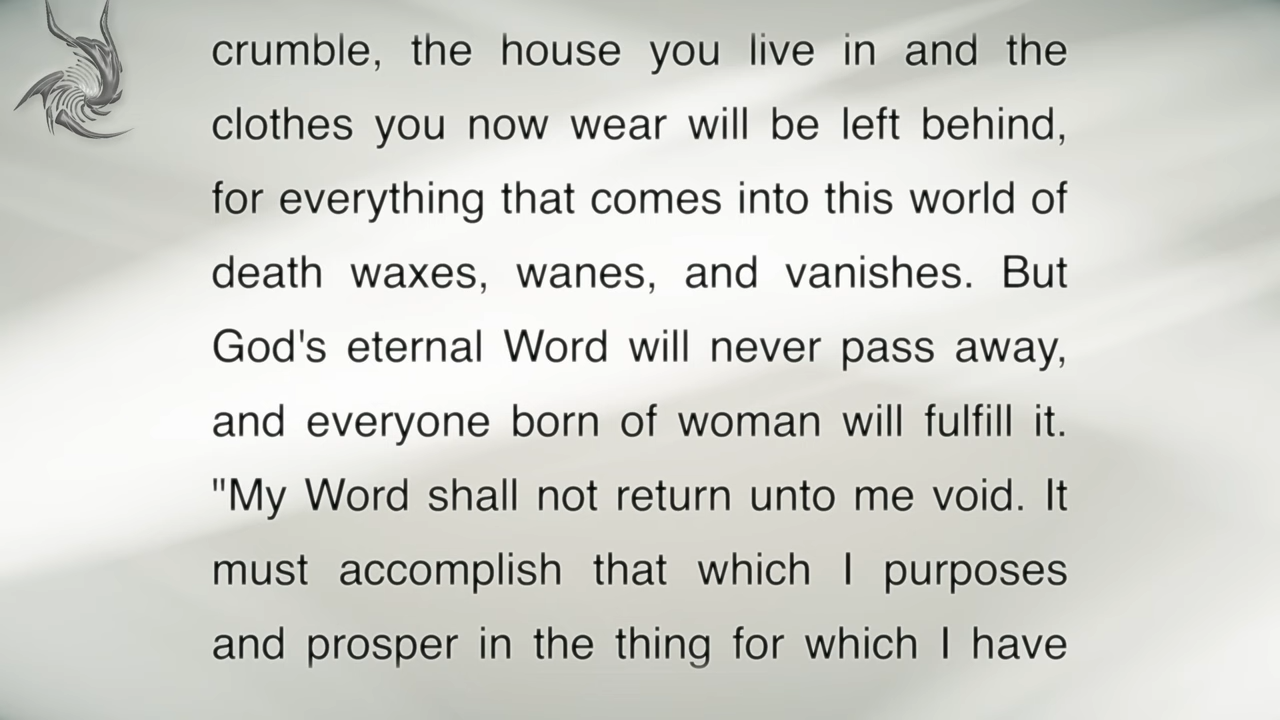 crumble, the house you live in and the
clothes you now wear will be left behind,
for everything that comes into this world of
death waxes, wanes, and vanishes. But
God's eternal Word will never pass away,
and everyone born of woman will fulfill it.
"My Word shall not return unto me void. It
must accomplish that which I purposes
and prosper in the thing for which I have